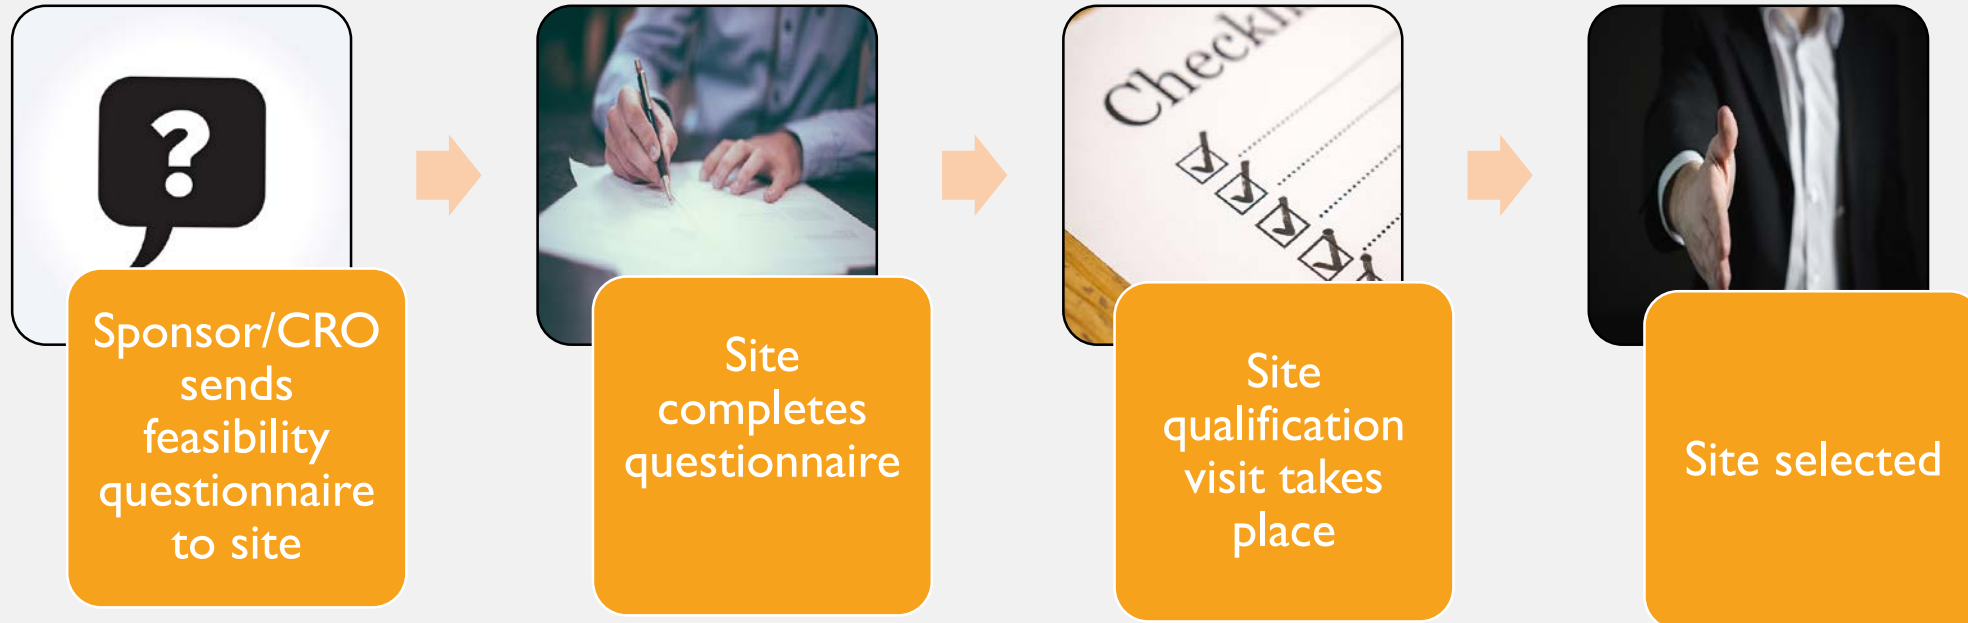 ?
Sponsor/CRO
sends
feasibility
questionnaire
to site
Site
completes
questionnaire
Site
qualification
visit takes
place
Site selected